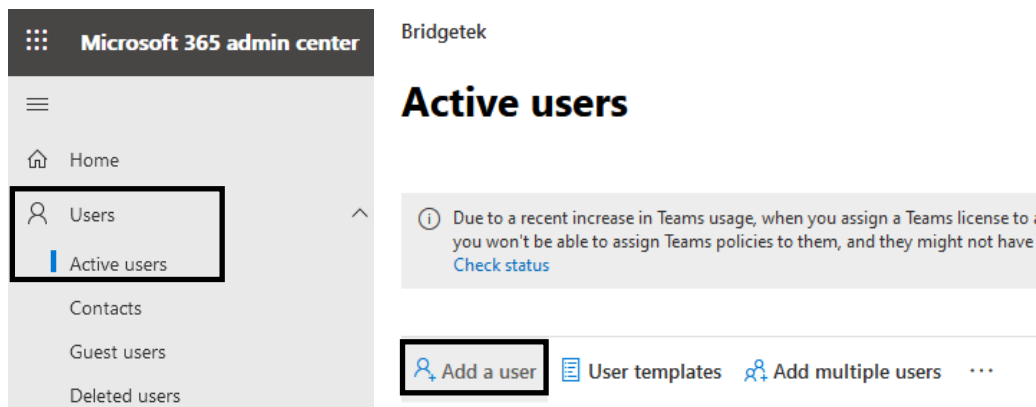 Microsoft 365 admin center
Home
Users
Active users
Contacts
Guest users
Deleted users
Bridgetek
Active users
Due to a recent increase in Teams usage, when you assign a Teams license to
you won't be able to assign Teams policies to them, and they might not have
Check status
Add a user
User templates
Add multiple users